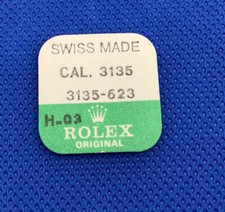 SWISS MADE
CAL. 3135
3135-623
H-03
ROLEX
ORIGINAL